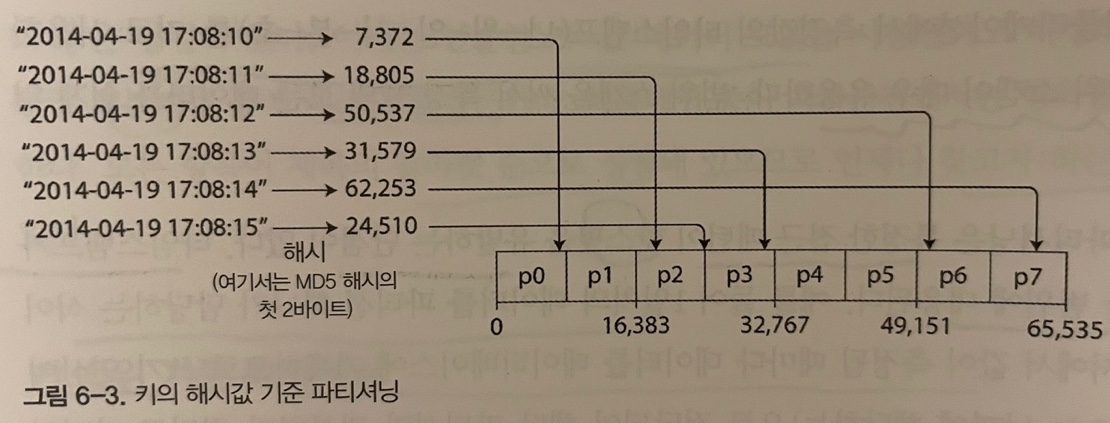 “2014-04-19 17:08:10” → 7,372
“2014-04-19 17:08:11” → 18,805
“2014-04-19 17:08:12” → 50,537
“2014-04-19 17:08:13” → 31,579
“2014-04-19 17:08:14” → 62,253
“2014-04-19 17:08:15” → 24,510
해시
(여기서는 MD5 해시의
첫 2바이트)
p0 p1 p2 p3 p4 p5 p6 p7
0 16,383 32,767 49,151 65,535
그림 6-3. 키의 해시값 기준 파티셔닝